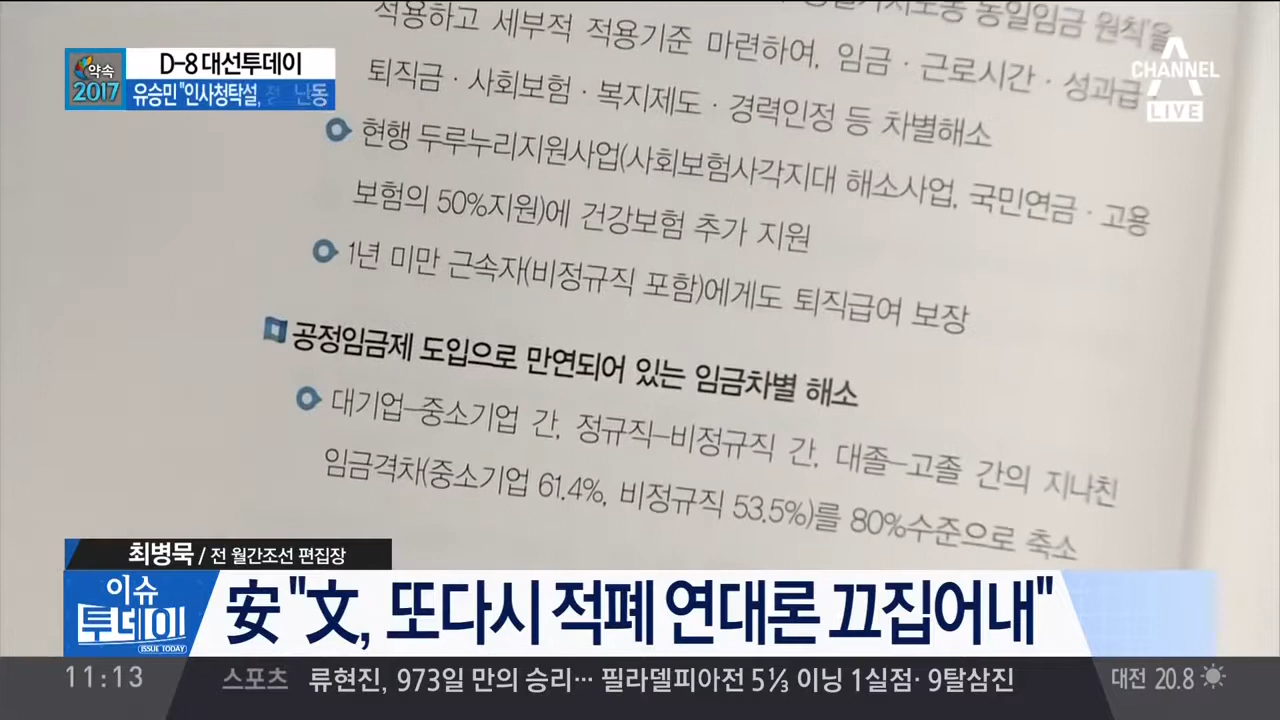 동일임금 원칙'을
적용하고 세부적 적용기준 마련하여, 임금·근로시간·성과급
퇴직금·사회보험·복지제도·경력인정 등 차별해소
현행 두루누리지원사업(사회보험사각지대 해소사업, 국민연금·고용
보험의 50%지원)에 건강보험 추가 지원
1년 미만 근속자(비정규직 포함)에게도 퇴직급여 보장
공정임금제 도입으로 만연되어 있는 임금차별 해소
대기업-중소기업 간, 정규직-비정규직 간, 대졸-고졸 간의 지나친
임금격차(중소기업 61.4%, 비정규직 53.5%)를 80%수준으로 축소
약속
2017
D-8 대선투데이
유승민 "인사청탁설, 난동
CHANNEL A
LIVE
최병묵 / 전 월간조선 편집장
이슈
투데이
ISSUE TODAY
安 "文, 또다시 적폐 연대론 끄집어내"
11:13
스포츠 류현진, 973일 만의 승리… 필라델피아전 5⅓ 이닝 1실점·9탈삼진
대전 20.8